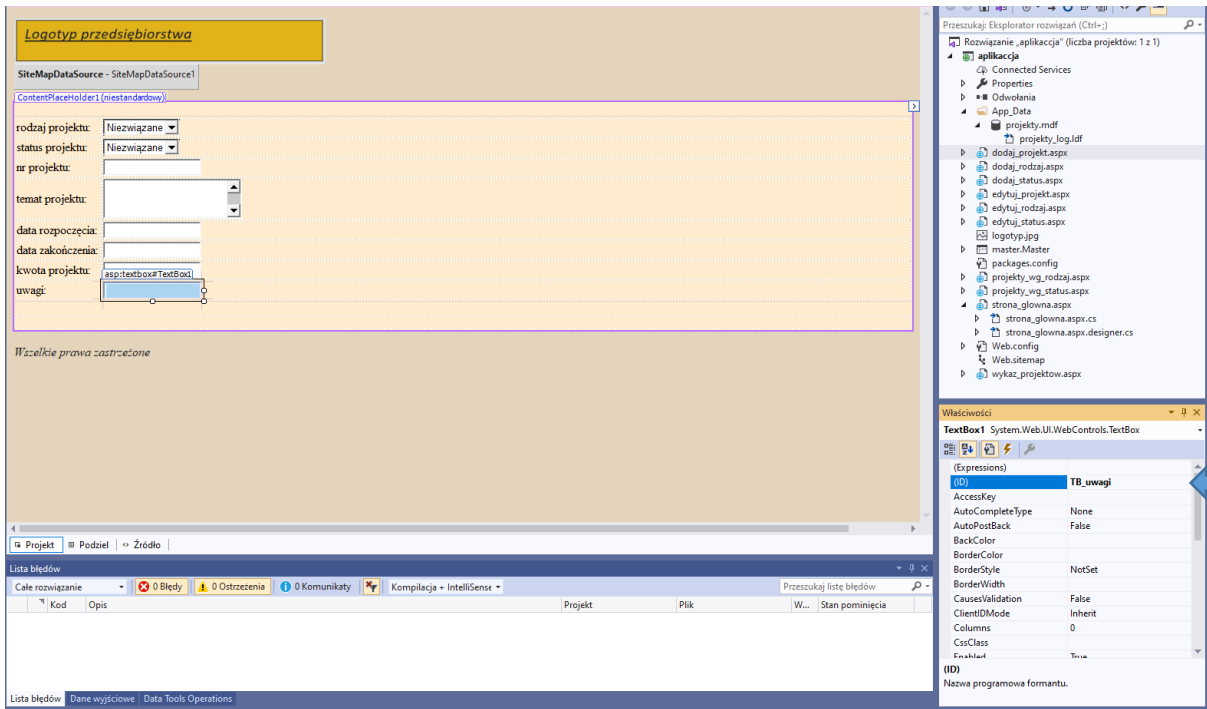 Logotyp przedsiębiorstwa
SiteMapDataSource - SiteMapDataSource1
ContentPlaceHolder1 (niestandardowy)
rodzaj projektu: Niezwiązane
status projektu: Niezwiązane
nr projektu:
temat projektu:
data rozpoczęcia:
data zakończenia:
kwota projektu:
asp:textbox#TextBox1
uwagi:
Wszelkie prawa zastrzeżone
Projekt Podziel Źródło
Lista błędów
Całe rozwiązanie 0 Błędy 0 Ostrzeżenia 0 Komunikaty Kompilacja + IntelliSense Przeszukaj listę błędów
Kod Opis Projekt Plik W... Stan pominięcia
Lista błędów Dane wyjściowe Data Tools Operations
Przeszukaj: Eksplorator rozwiązań (Ctrl+;)
Rozwiązanie „aplikaccja" (liczba projektów: 1 z 1)
aplikaccja
Connected Services
Properties
Odwołania
App_Data
projekty.mdf
projekty_log.ldf
dodaj_projekt.aspx
dodaj_rodzaj.aspx
dodaj_status.aspx
edytuj_projekt.aspx
edytuj_rodzaj.aspx
edytuj_status.aspx
logotyp.jpg
master.Master
packages.config
projekty_wg_rodzaj.aspx
projekty_wg_status.aspx
strona_glowna.aspx
strona_glowna.aspx.cs
strona_glowna.aspx.designer.cs
Web.config
Web.sitemap
wykaz_projektow.aspx
Właściwości
TextBox1 System.Web.UI.WebControls.TextBox
(Expressions)
(ID) TB_uwagi
AccessKey
AutoCompleteType None
AutoPostBack False
BackColor
BorderColor
BorderStyle NotSet
BorderWidth
CausesValidation False
ClientIDMode Inherit
Columns 0
CssClass
Enabled True
(ID)
Nazwa programowa formantu.